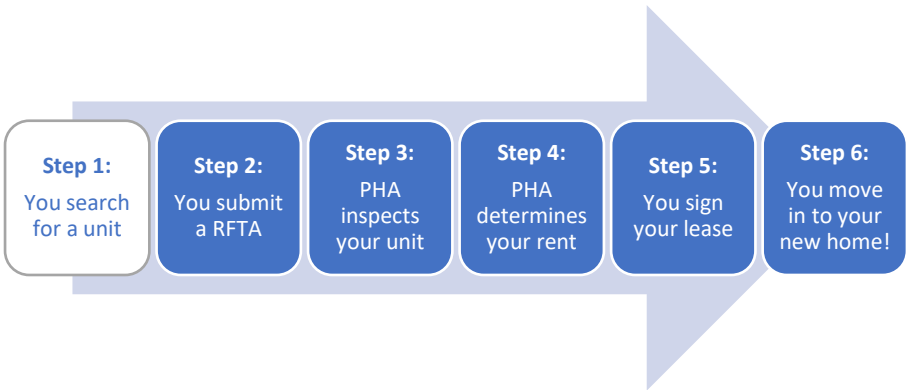 Step 1:
You search
for a unit
Step 2:
You submit
a RFTA
Step 3:
PHA
inspects
your unit
Step 4:
PHA
determines
your rent
Step 5:
You sign
your lease
Step 6:
You move
in to your
new home!